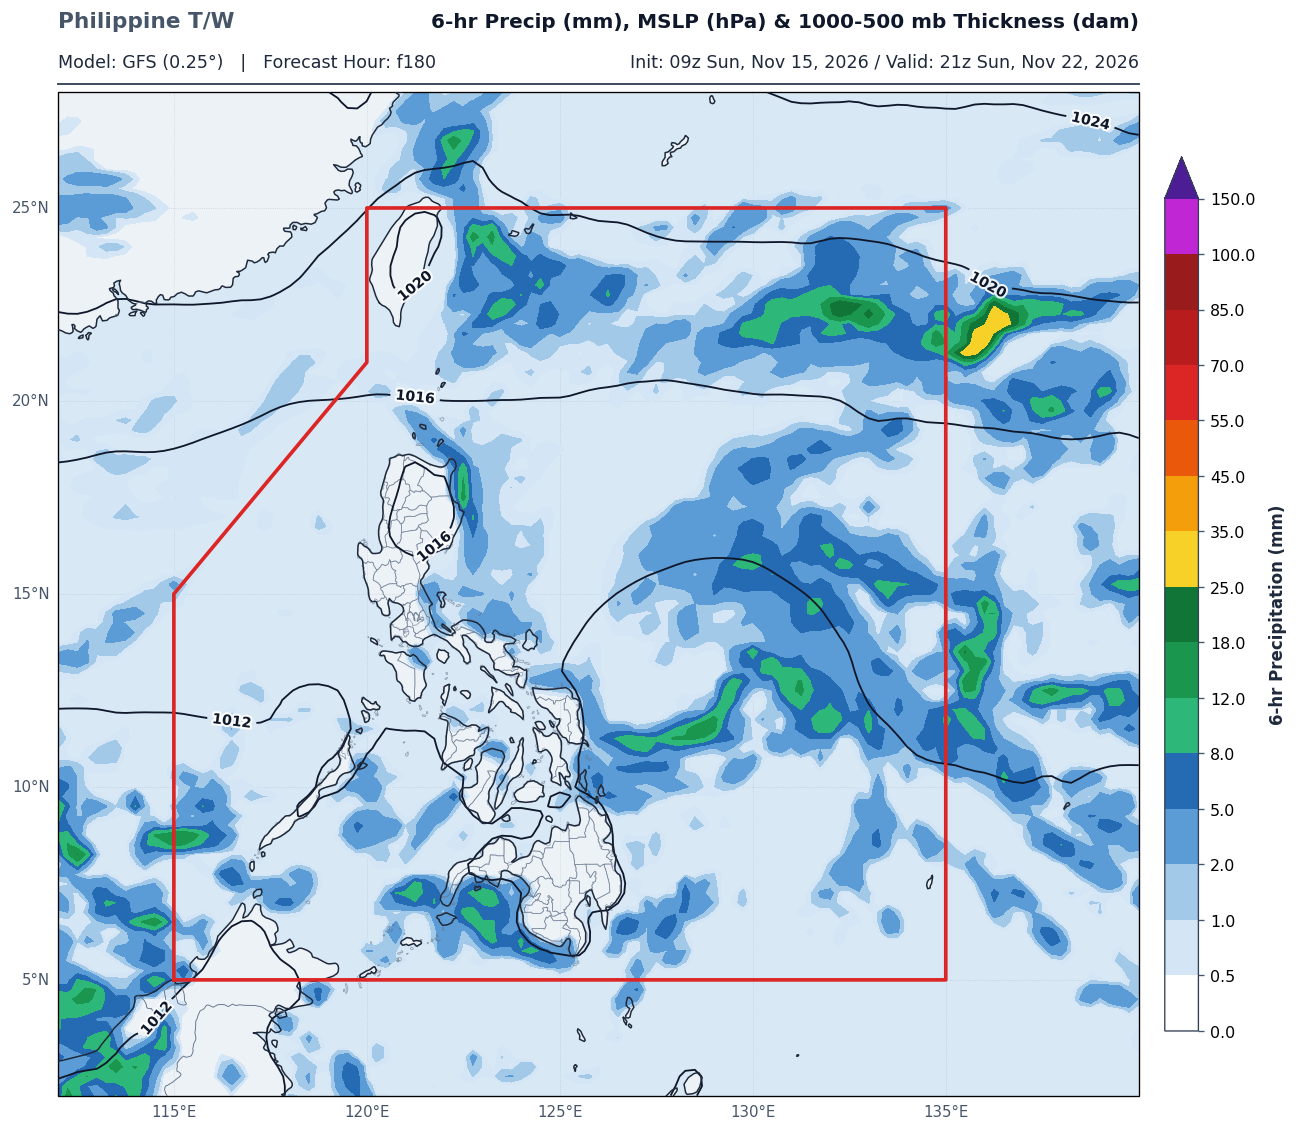 Philippine T/W
6-hr Precip (mm), MSLP (hPa) & 1000-500 mb Thickness (dam)
Model: GFS (0.25°) | Forecast Hour: f180
Init: 09z Sun, Nov 15, 2026 / Valid: 21z Sun, Nov 22, 2026
1024
1020
1020
1016
1016
1012
1012
25°N
20°N
15°N
10°N
5°N
115°E
120°E
125°E
130°E
135°E
150.0
100.0
85.0
70.0
55.0
45.0
35.0
25.0
18.0
12.0
8.0
5.0
2.0
1.0
0.5
0.0
6-hr Precipitation (mm)